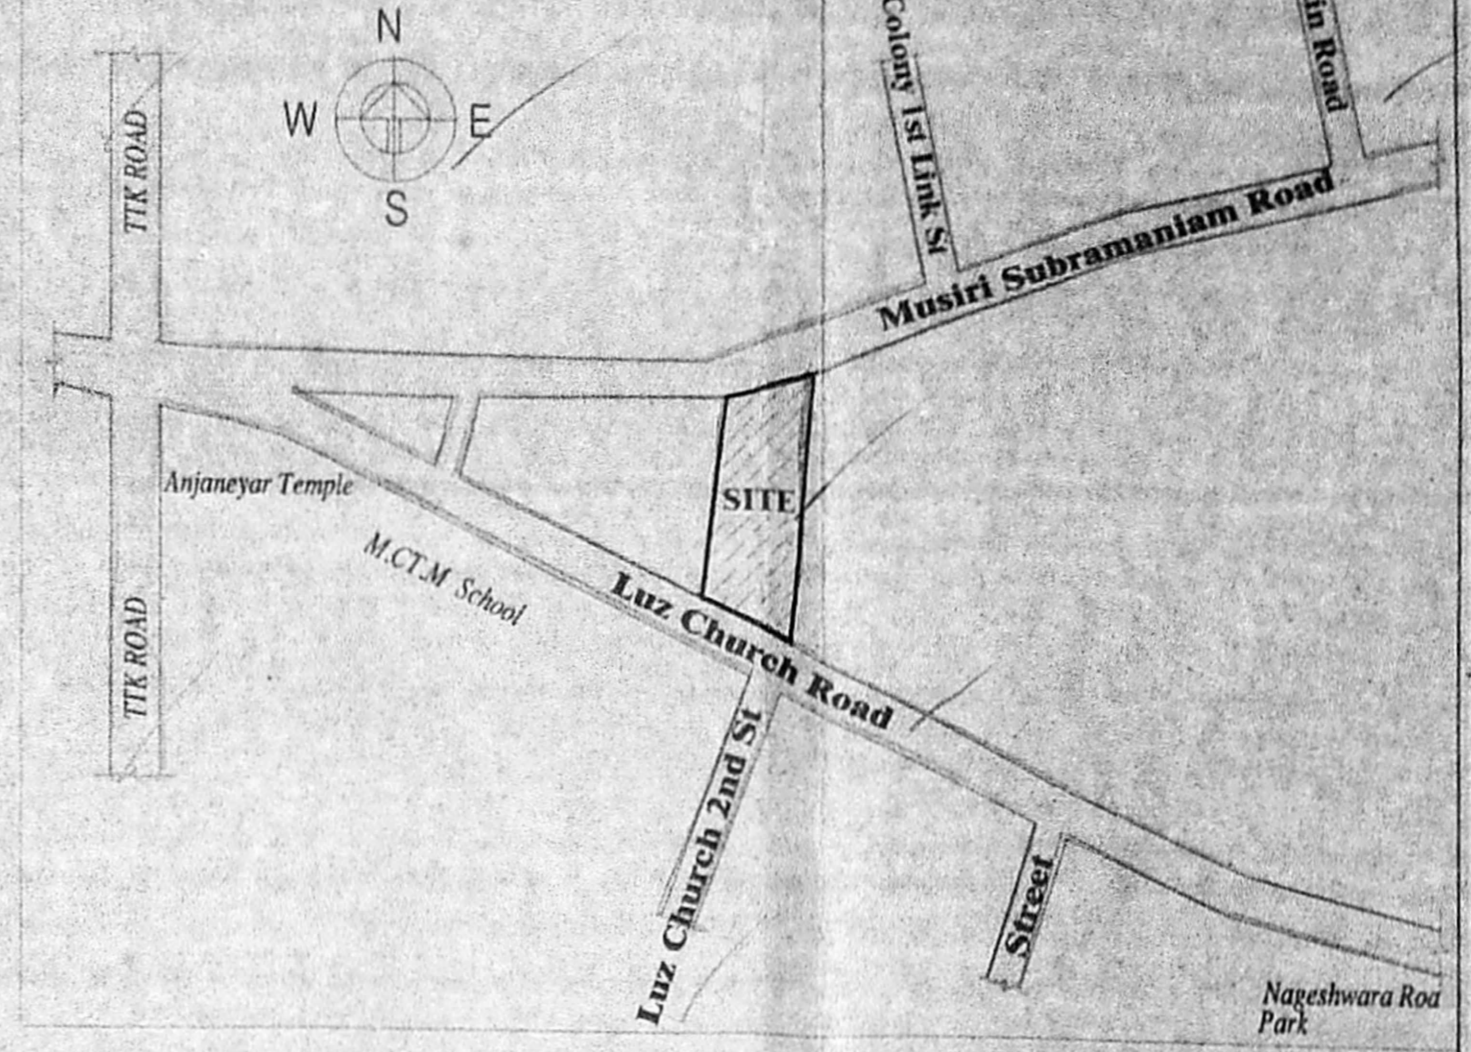 N
W E
S
TTK ROAD
Colony 1st Link St
in Road
Musiri Subramaniam Road
Anjaneyar Temple
SITE
M.CT.M School
Luz Church Road
TTK ROAD
Luz Church 2nd St
Street
Nageshwara Roa
Park